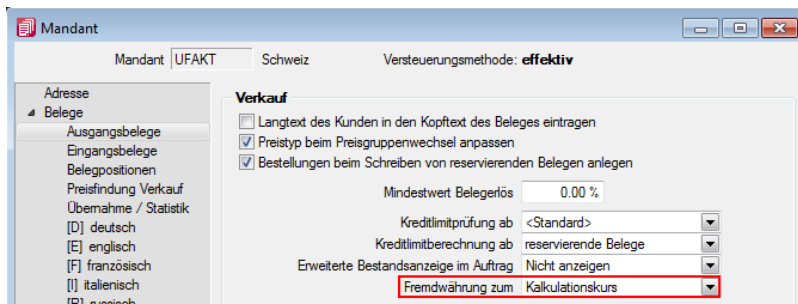 Mandant
Mandant UFAKT Schweiz Versteuerungsmethode: effektiv
Adresse
Belege
Ausgangsbelege
Eingangsbelege
Belegpositionen
Preisfindung Verkauf
Übernahme / Statistik
[D] deutsch
[E] englisch
[F] französisch
[I] italienisch
[R] russisch
Verkauf
Langtext des Kunden in den Kopftext des Beleges eintragen
Preistyp beim Preisgruppenwechsel anpassen
Bestellungen beim Schreiben von reservierenden Belegen anlegen
Mindestwert Belegerlös 0.00 %
Kreditlimitprüfung ab <Standard>
Kreditlimitberechnung ab reservierende Belege
Erweiterte Bestandsanzeige im Auftrag Nicht anzeigen
Fremdwährung zum Kalkulationskurs